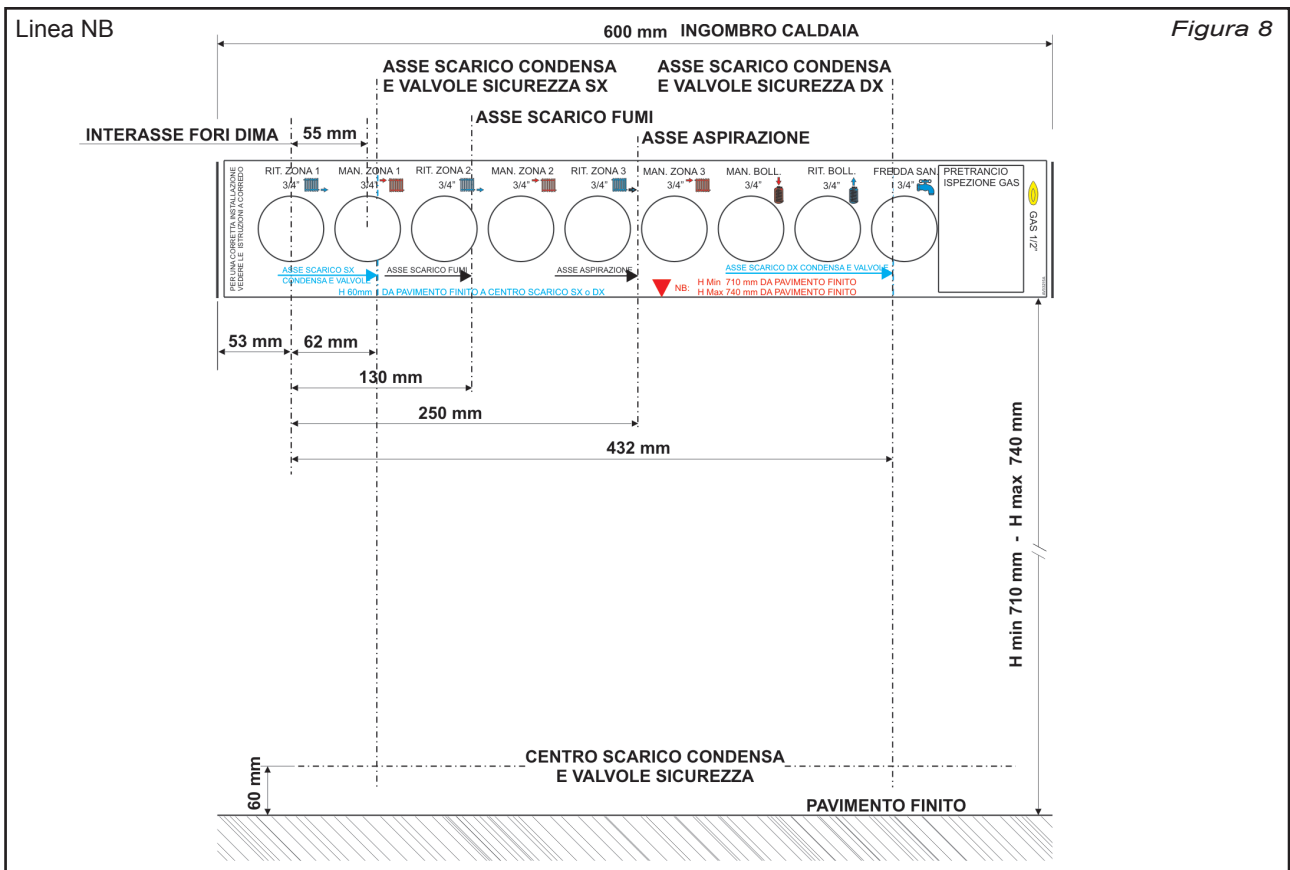 Linea NB
Figura 8
600 mm INGOMBRO CALDAIA
ASSE SCARICO CONDENSA
E VALVOLE SICUREZZA SX
ASSE SCARICO CONDENSA
E VALVOLE SICUREZZA DX
ASSE SCARICO FUMI
INTERASSE FORI DIMA
55 mm
ASSE ASPIRAZIONE
PER UNA CORRETTA INSTALLAZIONE
VEDERE LE ISTRUZIONI A CORREDO
RIT. ZONA 1
3/4"
MAN. ZONA 1
3/4"
RIT. ZONA 2
3/4"
MAN. ZONA 2
3/4"
RIT. ZONA 3
3/4"
MAN. ZONA 3
3/4"
MAN. BOLL.
3/4"
RIT. BOLL.
3/4"
FREDDA SAN.
3/4"
PRETRANCIO
ISPEZIONE GAS
GAS 1/2"
ASSE SCARICO SX
CONDENSA E VALVOLE
ASSE SCARICO FUMI
ASSE ASPIRAZIONE
ASSE SCARICO DX CONDENSA E VALVOLE
H 60mm DA PAVIMENTO FINITO A CENTRO SCARICO SX o DX
NB:
H Min 710 mm DA PAVIMENTO FINITO
H Max 740 mm DA PAVIMENTO FINITO
53 mm
62 mm
130 mm
250 mm
432 mm
H min 710 mm - H max 740 mm
CENTRO SCARICO CONDENSA
E VALVOLE SICUREZZA
60 mm
PAVIMENTO FINITO